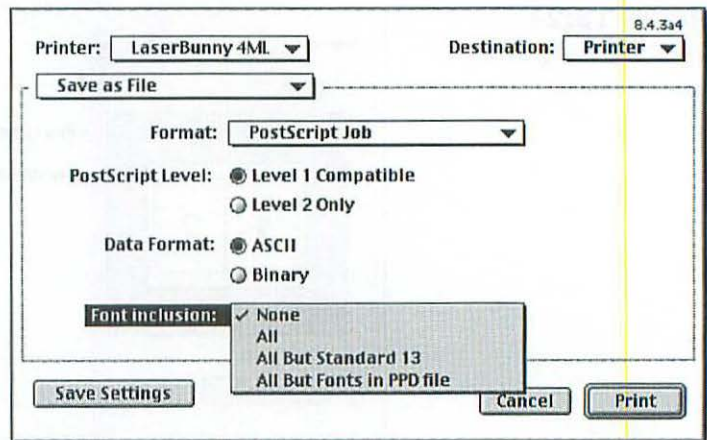 8.4.3a4
Printer: LaserBunny 4ML Destination: Printer
Save as File
Format: PostScript Job
PostScript Level: Level 1 Compatible
Level 2 Only
Data Format: ASCII
Binary
Font inclusion: ✓ None
All
All But Standard 13
All But Fonts in PPD file
Save Settings Cancel Print